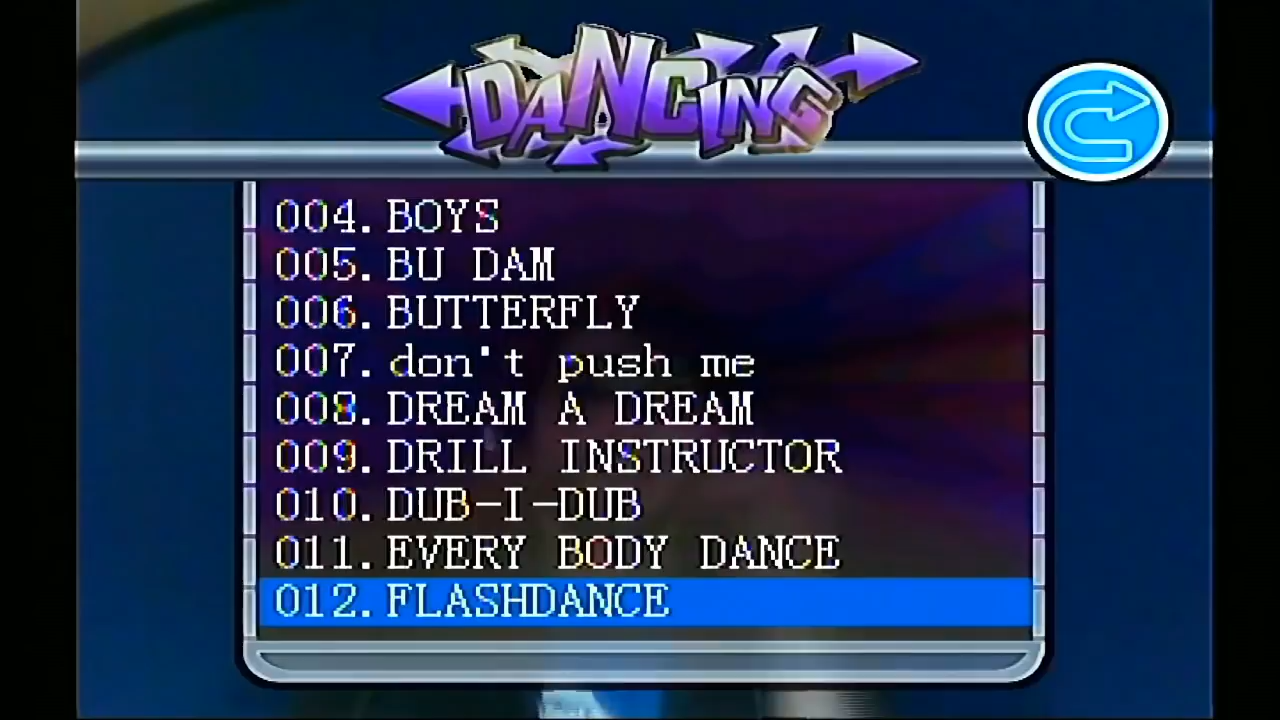 DANCING
004. BOYS
005. BU DAM
006. BUTTERFLY
007. don't push me
008. DREAM A DREAM
009. DRILL INSTRUCTOR
010. DUB-I-DUB
011. EVERY BODY DANCE
012. FLASHDANCE